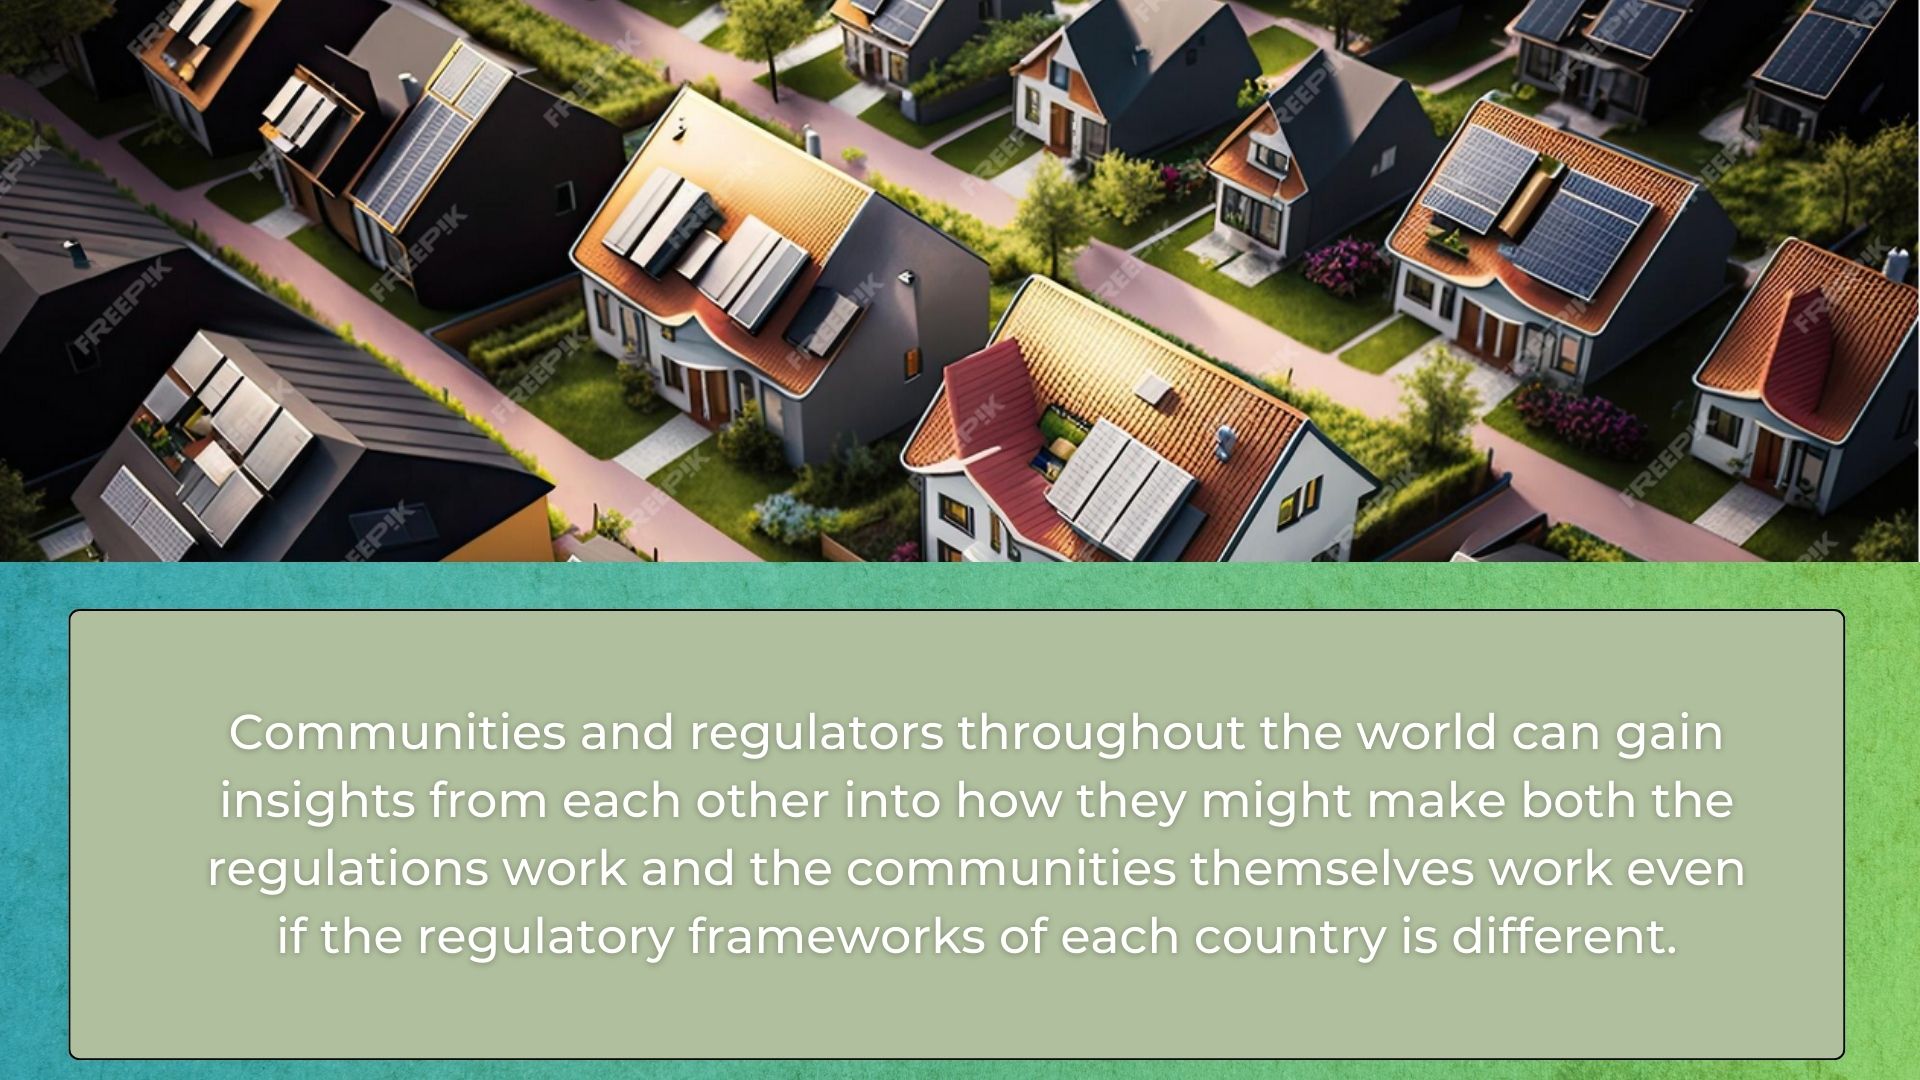 Communities and regulators throughout the world can gain
insights from each other into how they might make both the
regulations work and the communities themselves work even
if the regulatory frameworks of each country is different.
FREEPIK